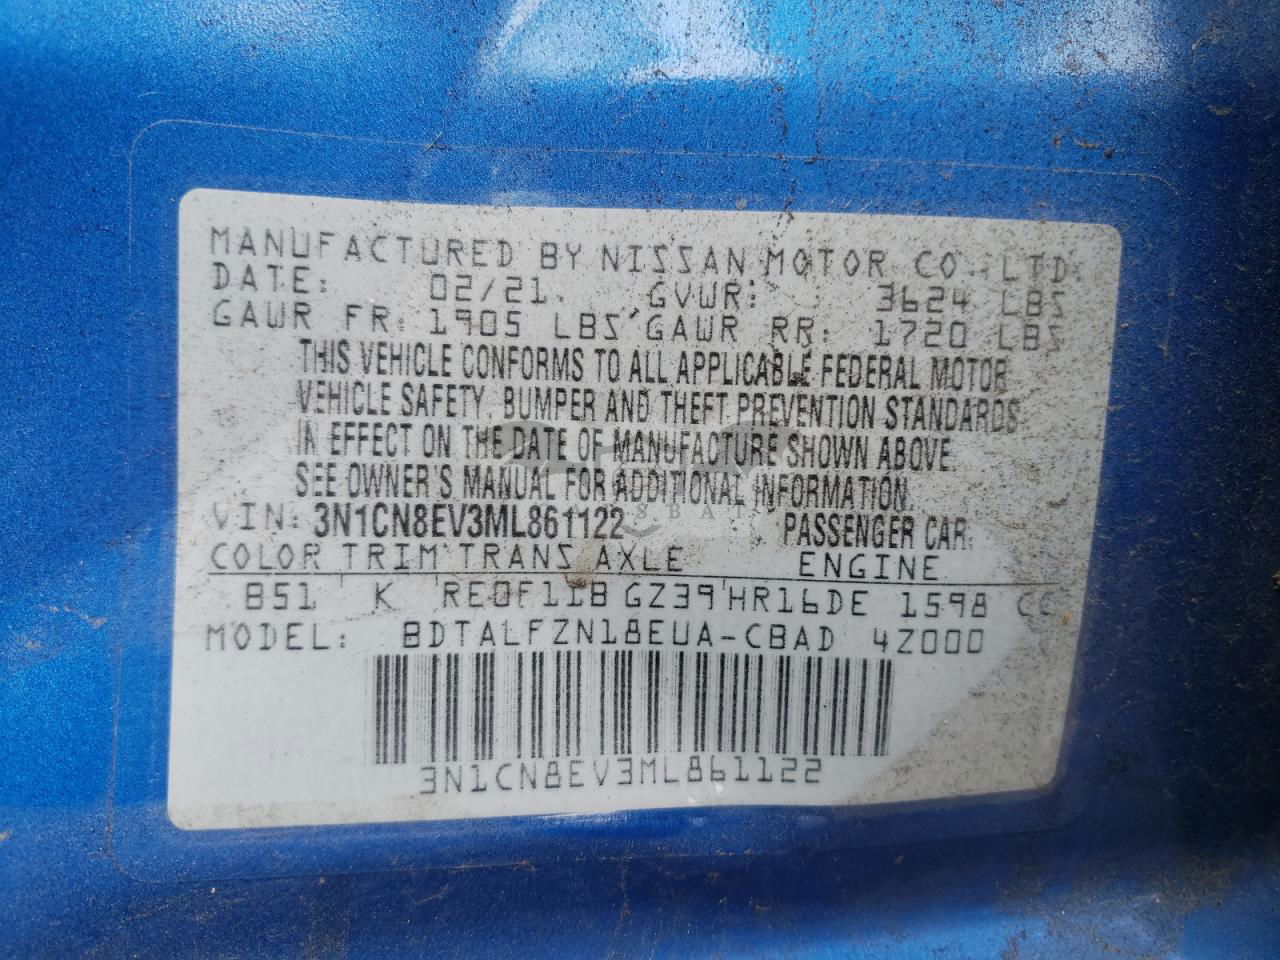 MANUFACTURED BY NISSAN MOTOR CO. LTD.
DATE: 02/21 GVWR: 3624 LBS
GAWR FR: 1905 LBS GAWR RR: 1720 LBS
THIS VEHICLE CONFORMS TO ALL APPLICABLE FEDERAL MOTOR
VEHICLE SAFETY, BUMPER AND THEFT PREVENTION STANDARDS
IN EFFECT ON THE DATE OF MANUFACTURE SHOWN ABOVE.
SEE OWNER'S MANUAL FOR ADDITIONAL INFORMATION.
VIN: 3N1CN8EV3ML861122 PASSENGER CAR
COLOR TRIM TRANS AXLE ENGINE
B51 K RE0F11B GZ39 HR16DE 1598 CC
MODEL: BDTALFZN18EUA-CBAD 4Z000
3N1CN8EV3ML861122